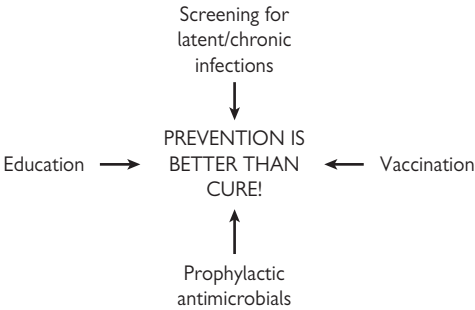 Screening for
latent/chronic
infections
PREVENTION IS
BETTER THAN
CURE!
Education
Vaccination
Prophylactic
antimicrobials